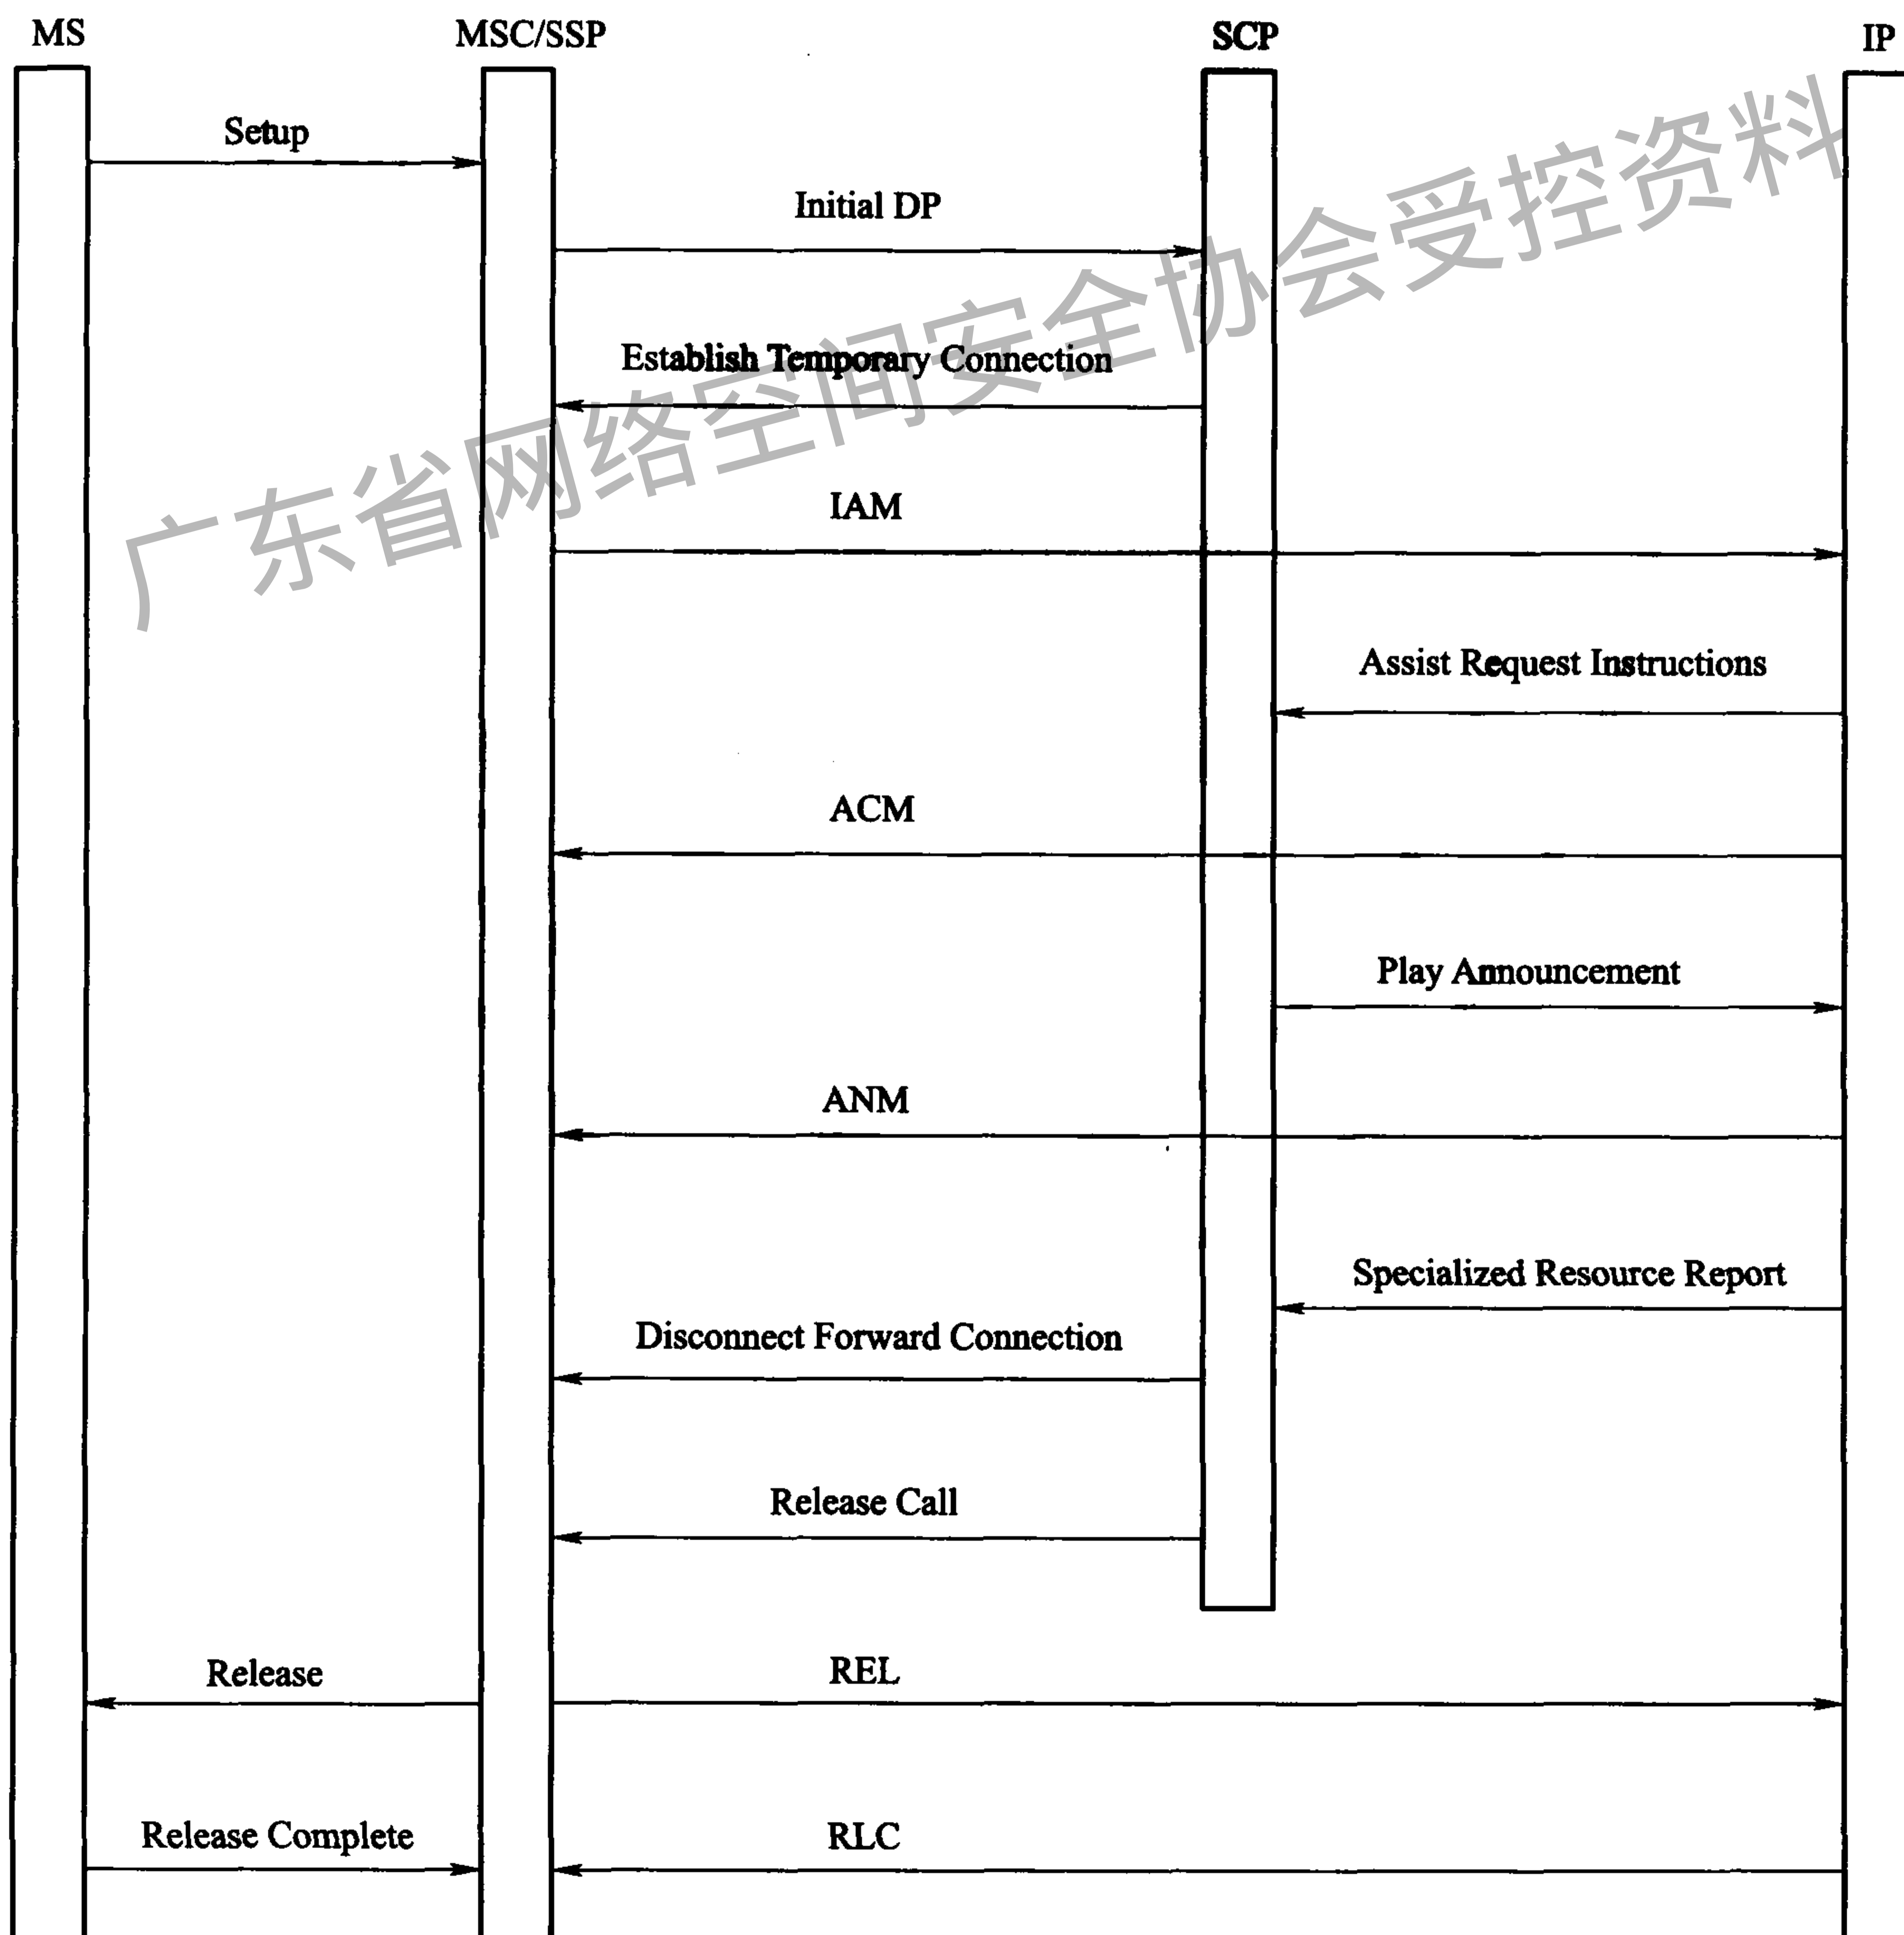 MS MSC/SSP SCP IP
Setup
Initial DP
Establish Temporary Connection
IAM
Assist Request Instructions
ACM
Play Announcement
ANM
Specialized Resource Report
Disconnect Forward Connection
Release Call
Release REL
Release Complete RLC
广东省网络空间安全协会受控资料